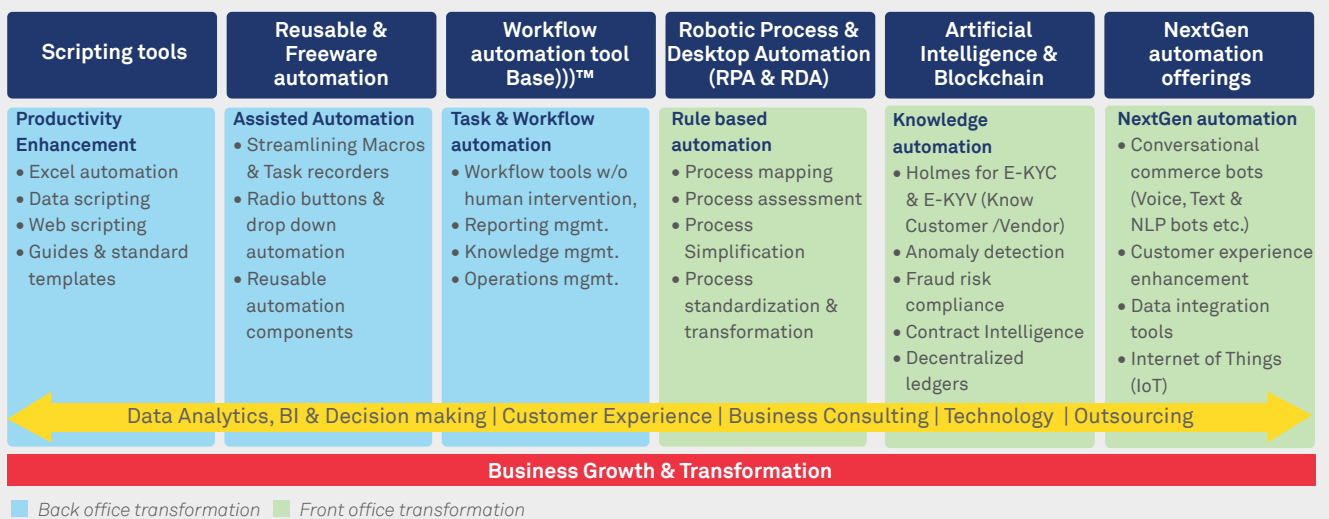 Scripting tools
Reusable &
Freeware
automation
Workflow
automation tool
Base)))™
Robotic Process &
Desktop Automation
(RPA & RDA)
Artificial
Intelligence &
Blockchain
NextGen
automation
offerings
Productivity
Enhancement
• Excel automation
• Data scripting
• Web scripting
• Guides & standard
templates
Assisted Automation
• Streamlining Macros
& Task recorders
• Radio buttons &
drop down
automation
• Reusable
automation
components
Task & Workflow
automation
• Workflow tools w/o
human intervention,
• Reporting mgmt.
• Knowledge mgmt.
• Operations mgmt.
Rule based
automation
• Process mapping
• Process assessment
• Process
Simplification
• Process
standardization &
transformation
Knowledge
automation
• Holmes for E-KYC
& E-KYV (Know
Customer /Vendor)
• Anomaly detection
• Fraud risk
compliance
• Contract Intelligence
• Decentralized
ledgers
NextGen automation
• Conversational
commerce bots
(Voice, Text &
NLP bots etc.)
• Customer experience
enhancement
• Data integration
tools
• Internet of Things
(IoT)
Data Analytics, BI & Decision making | Customer Experience | Business Consulting | Technology | Outsourcing
Business Growth & Transformation
Back office transformation
Front office transformation